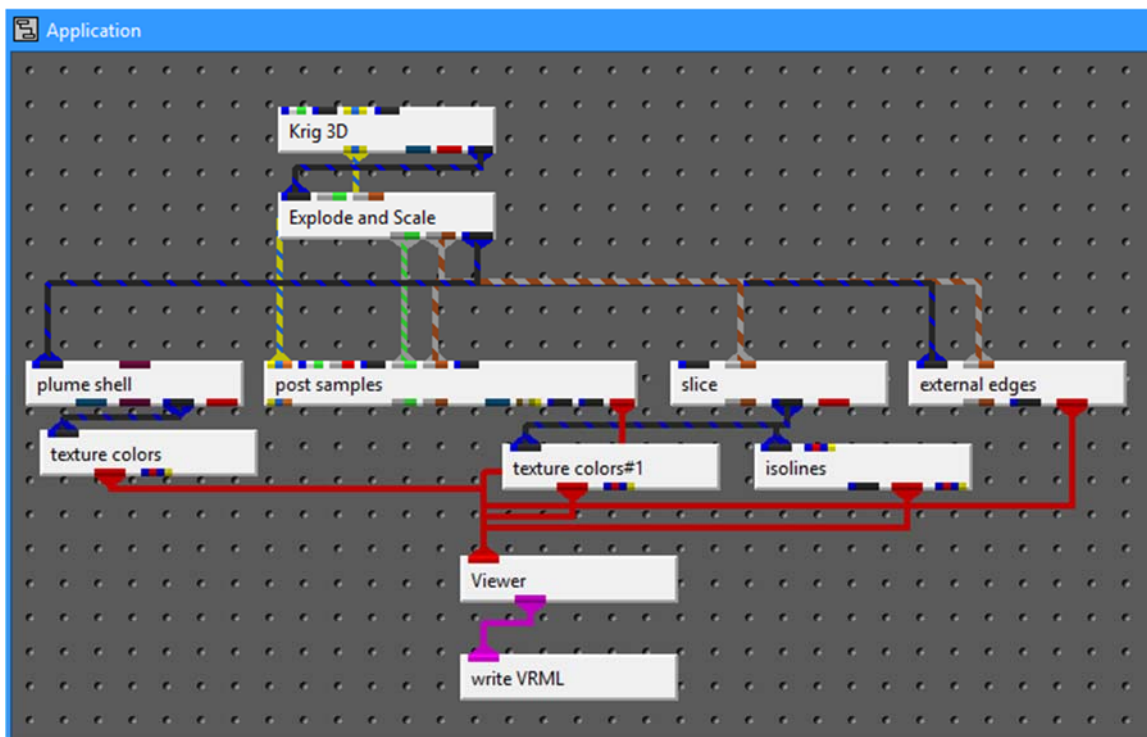 Application
Krig 3D
Explode and Scale
plume shell
post samples
slice
external edges
texture colors
texture colors#1
isolines
Viewer
write VRML